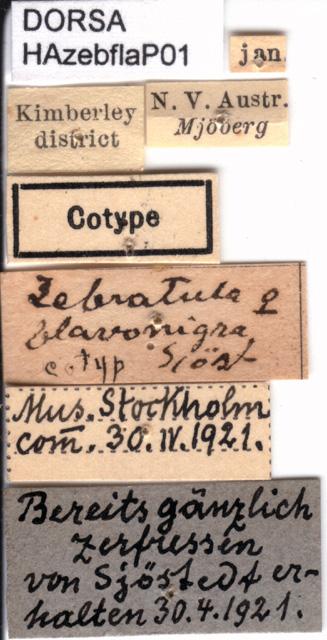 DORSA
HAzebflaP01
jan.
Kimberley
district
N. V. Austr.
Mjöberg
Cotype
Zebratula ♀
flavonigra
cotyp Sjöst
Mus. Stockholm
com̅. 30. IV. 1921.
Bereits gänzlich
zerfressen
von Sjöstedt er-
halten 30.4.1921.